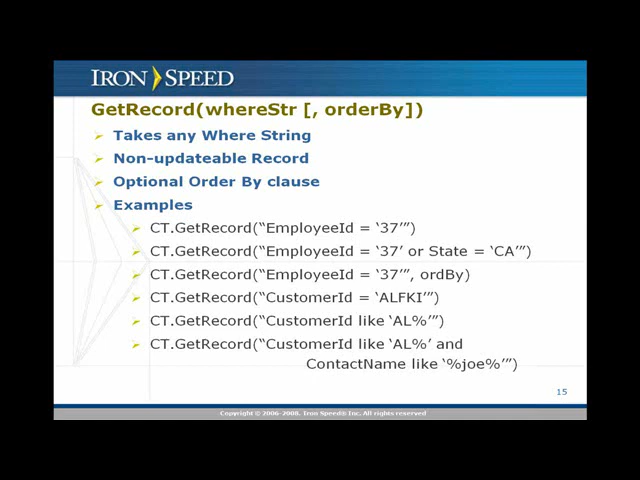 IRON SPEED
GetRecord(whereStr [, orderBy])
Takes any Where String
Non-updateable Record
Optional Order By clause
Examples
CT.GetRecord(“EmployeeId = ‘37’”)
CT.GetRecord(“EmployeeId = ‘37’ or State = ‘CA’”)
CT.GetRecord(“EmployeeId = ‘37’”, ordBy)
CT.GetRecord(“CustomerId = ‘ALFKI’”)
CT.GetRecord(“CustomerId like ‘AL%’”)
CT.GetRecord(“CustomerId like ‘AL%’ and
ContactName like ‘%joe%’”)
15
Copyright © 2006-2008. Iron Speed® Inc. All rights reserved